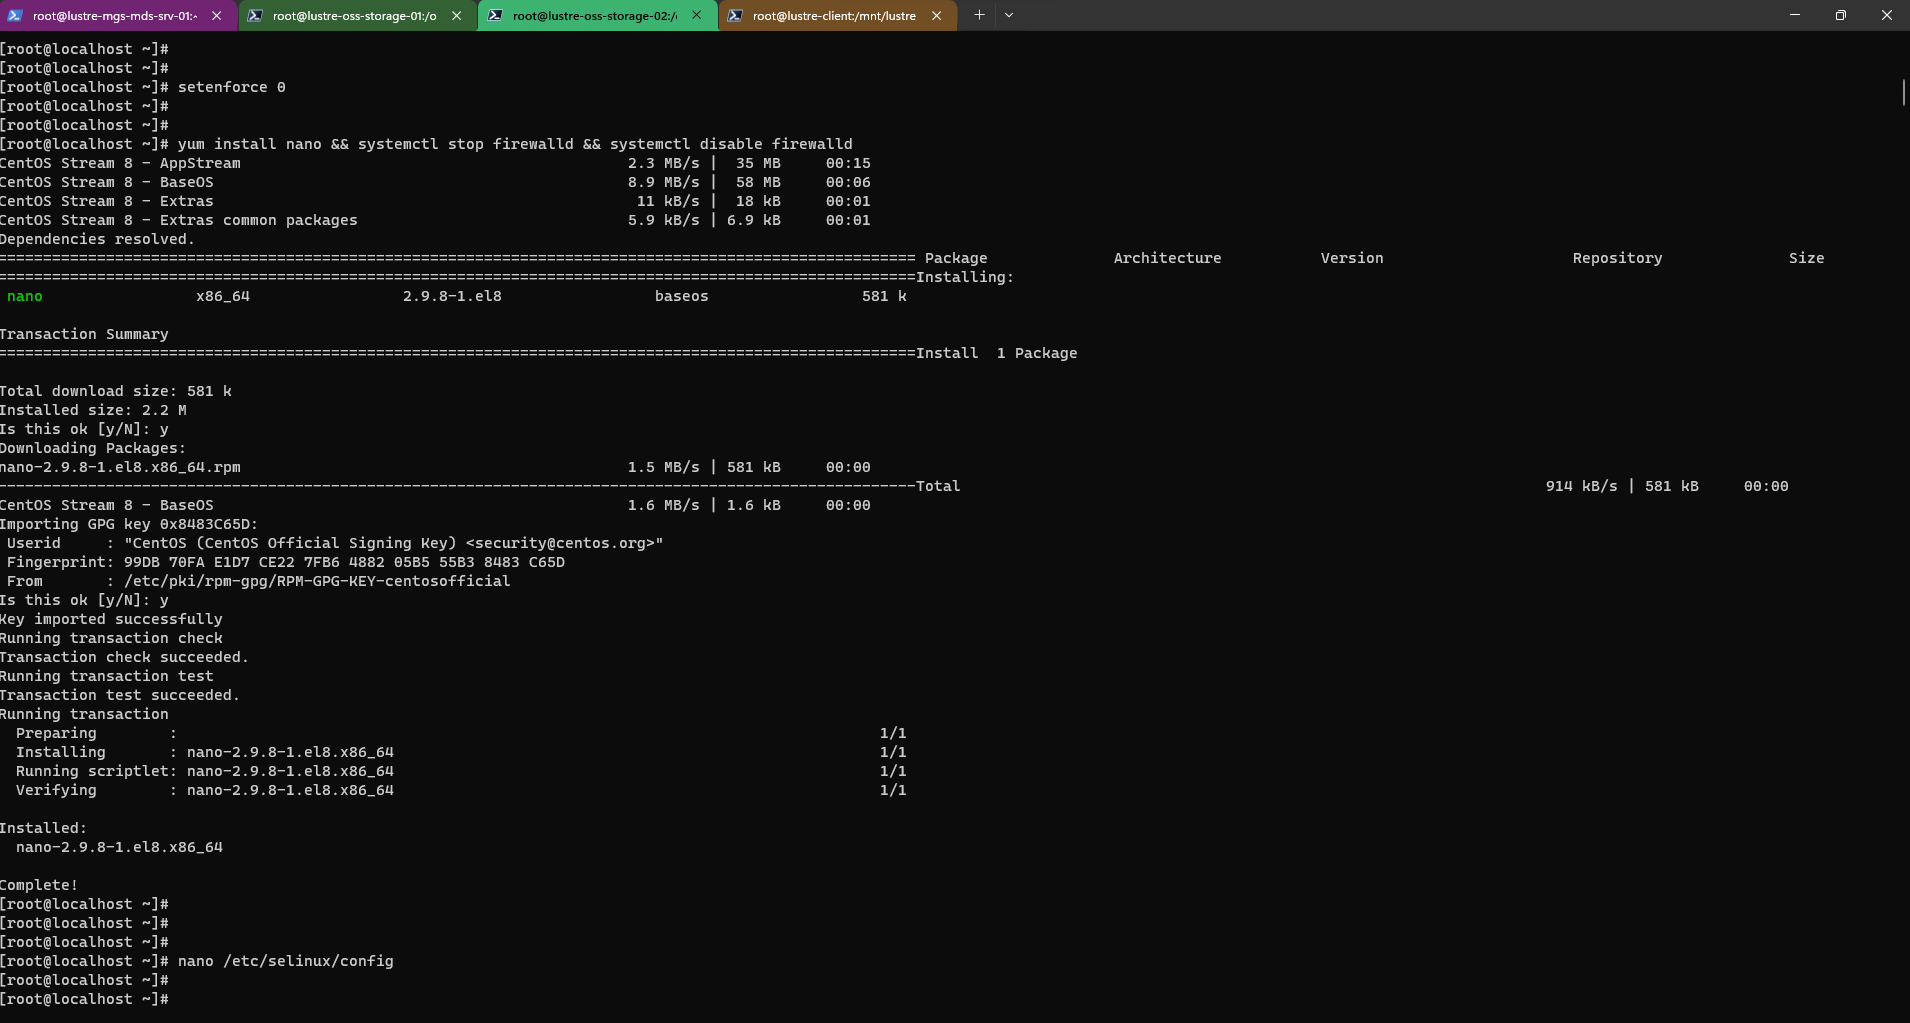 root@lustre-mgs-mds-srv-01:~
root@lustre-oss-storage-01:/o
root@lustre-oss-storage-02:/
root@lustre-client:/mnt/lustre
[root@localhost ~]#
[root@localhost ~]#
[root@localhost ~]# setenforce 0
[root@localhost ~]#
[root@localhost ~]#
[root@localhost ~]# yum install nano && systemctl stop firewalld && systemctl disable firewalld
CentOS Stream 8 - AppStream 2.3 MB/s | 35 MB 00:15
CentOS Stream 8 - BaseOS 8.9 MB/s | 58 MB 00:06
CentOS Stream 8 - Extras 11 kB/s | 18 kB 00:01
CentOS Stream 8 - Extras common packages 5.9 kB/s | 6.9 kB 00:01
Dependencies resolved.
====================================================================================================== Package Architecture Version Repository Size
======================================================================================================Installing:
nano x86_64 2.9.8-1.el8 baseos 581 k
Transaction Summary
======================================================================================================Install 1 Package
Total download size: 581 k
Installed size: 2.2 M
Is this ok [y/N]: y
Downloading Packages:
nano-2.9.8-1.el8.x86_64.rpm 1.5 MB/s | 581 kB 00:00
------------------------------------------------------------------------------------------------------Total 914 kB/s | 581 kB 00:00
CentOS Stream 8 - BaseOS 1.6 MB/s | 1.6 kB 00:00
Importing GPG key 0x8483C65D:
Userid : "CentOS (CentOS Official Signing Key) <security@centos.org>"
Fingerprint: 99DB 70FA E1D7 CE22 7FB6 4882 05B5 55B3 8483 C65D
From : /etc/pki/rpm-gpg/RPM-GPG-KEY-centosofficial
Is this ok [y/N]: y
Key imported successfully
Running transaction check
Transaction check succeeded.
Running transaction test
Transaction test succeeded.
Running transaction
Preparing : 1/1
Installing : nano-2.9.8-1.el8.x86_64 1/1
Running scriptlet: nano-2.9.8-1.el8.x86_64 1/1
Verifying : nano-2.9.8-1.el8.x86_64 1/1
Installed:
nano-2.9.8-1.el8.x86_64
Complete!
[root@localhost ~]#
[root@localhost ~]#
[root@localhost ~]#
[root@localhost ~]# nano /etc/selinux/config
[root@localhost ~]#
[root@localhost ~]#